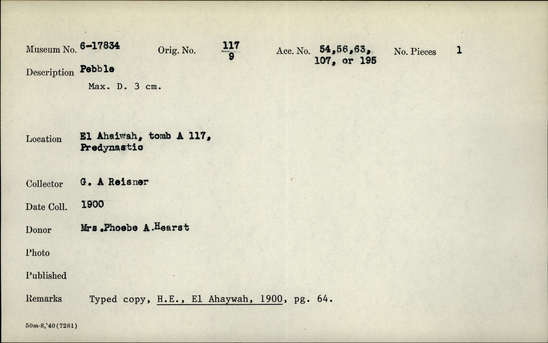 Museum No. 6-17834 Orig. No. 117/9 Acc. No. 54,56,63, 107, or 195 No. Pieces 1
Description Pebble
Max. D. 3 cm.
Location El Ahaiwah, tomb A 117,
Predynastic
Collector G. A Reisner
Date Coll. 1900
Donor Mrs.Phoebe A.Hearst
Photo
Published
Remarks Typed copy, H.E., El Ahaywah, 1900, pg. 64.
50m-8,'40(7281)